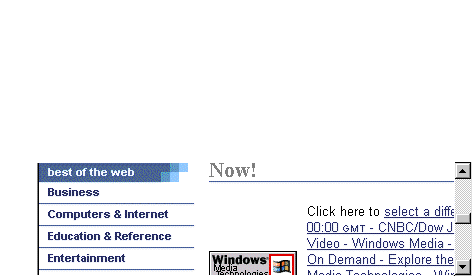 best of the web
Business
Computers & Internet
Education & Reference
Entertainment
Now!
Click here to select a diffe
00:00 GMT - CNBC/Dow J
Video - Windows Media -
On Demand - Explore the
Media Technologies - Win
Windows
Media
Technologies